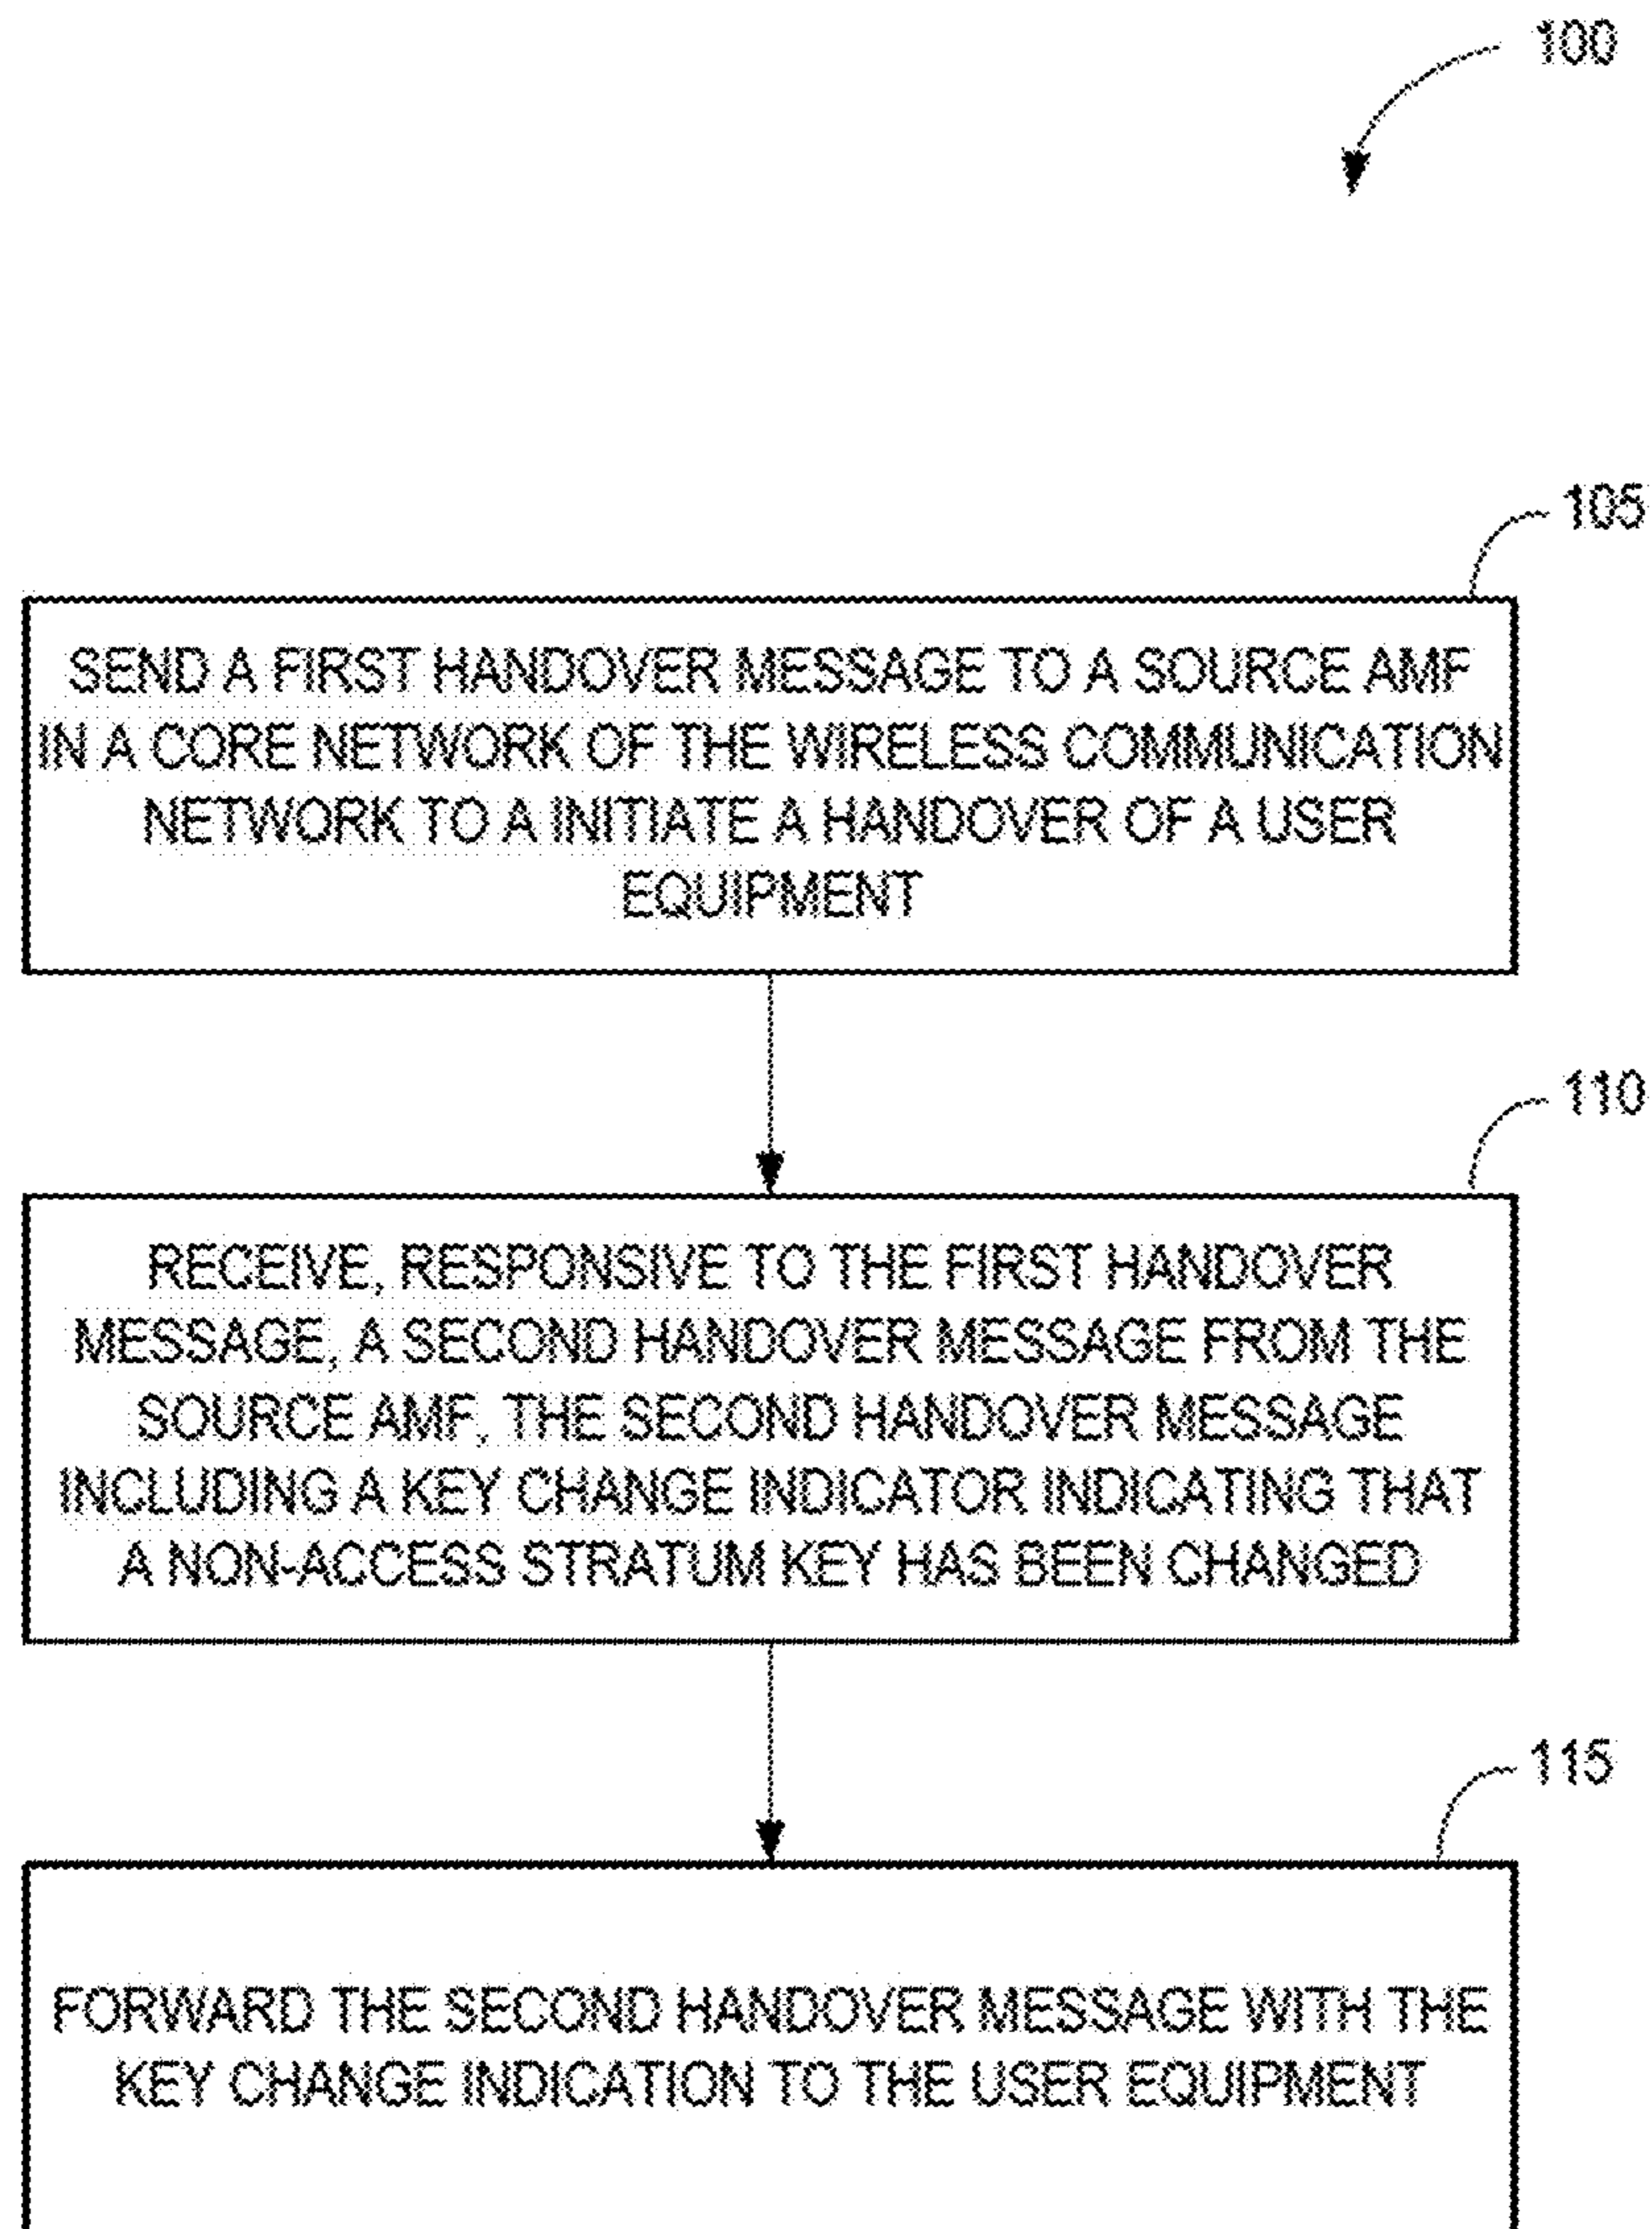 100
105
SEND A FIRST HANDOVER MESSAGE TO A SOURCE AMF
IN A CORE NETWORK OF THE WIRELESS COMMUNICATION
NETWORK TO A INITIATE A HANDOVER OF A USER
EQUIPMENT
110
RECEIVE, RESPONSIVE TO THE FIRST HANDOVER
MESSAGE, A SECOND HANDOVER MESSAGE FROM THE
SOURCE AMF, THE SECOND HANDOVER MESSAGE
INCLUDING A KEY CHANGE INDICATOR INDICATING THAT
A NON-ACCESS STRATUM KEY HAS BEEN CHANGED
115
FORWARD THE SECOND HANDOVER MESSAGE WITH THE
KEY CHANGE INDICATION TO THE USER EQUIPMENT